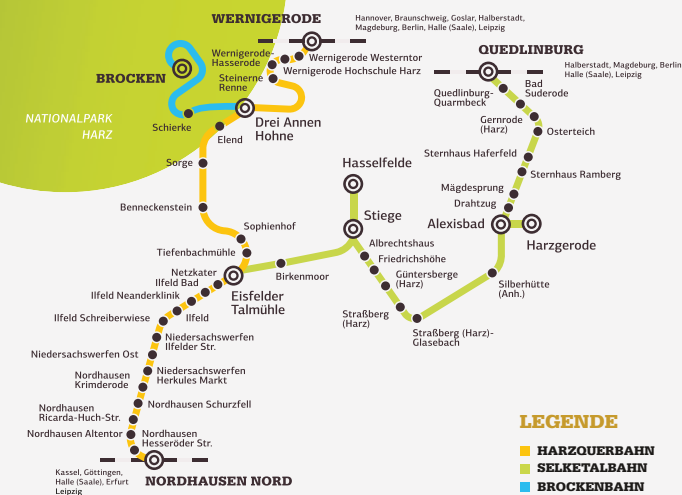 WERNIGERODE
Hannover, Braunschweig, Goslar, Halberstadt,
Magdeburg, Berlin, Halle (Saale), Leipzig
QUEDLINBURG
Halberstadt, Magdeburg, Berlin
Halle (Saale), Leipzig
Wernigerode-
Hasserode
Wernigerode Westerntor
Wernigerode Hochschule Harz
Steinerne
Renne
BROCKEN
NATIONALPARK
HARZ
Schierke
Drei Annen
Hohne
Elend
Sorge
Benneckenstein
Sophienhof
Tiefenbachmühle
Netzkater
Ilfeld Bad
Ilfeld Neanderklinik
Ilfeld Schreiberwiese
Ilfeld
Eisfelder
Talmühle
Birkenmoor
Hasselfelde
Stiege
Albrechtshaus
Friedrichshöhe
Güntersberge
(Harz)
Straßberg
(Harz)
Straßberg (Harz)-
Glasebach
Silberhütte
(Anh.)
Alexisbad
Harzgerode
Drahtzug
Mägdesprung
Sternhaus Ramberg
Sternhaus Haferfeld
Osterteich
Gernrode
(Harz)
Bad
Suderode
Quedlinburg-
Quarmbeck
Niedersachswerfen
Ilfelder Str.
Niedersachswerfen Ost
Niedersachswerfen
Herkules Markt
Nordhausen
Krimderode
Nordhausen Schurzfell
Nordhausen
Ricarda-Huch-Str.
Nordhausen Altentor
Nordhausen
Hesseröder Str.
Kassel, Göttingen,
Halle (Saale), Erfurt
Leipzig
NORDHAUSEN NORD
LEGENDE
HARZQUERBAHN
SELKETALBAHN
BROCKENBAHN